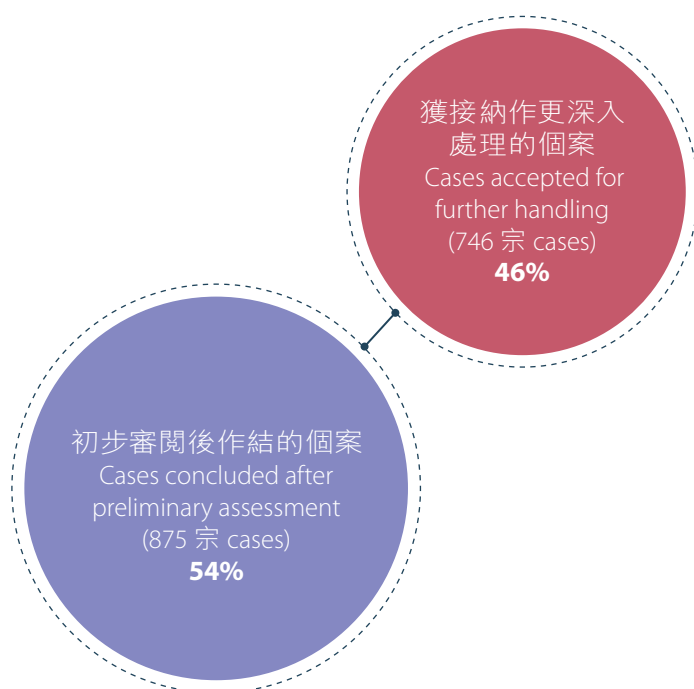 獲接納作更深入
處理的個案
Cases accepted for
further handling
(746 宗 cases)
46%
初步審閱後作結的個案
Cases concluded after
preliminary assessment
(875 宗 cases)
54%